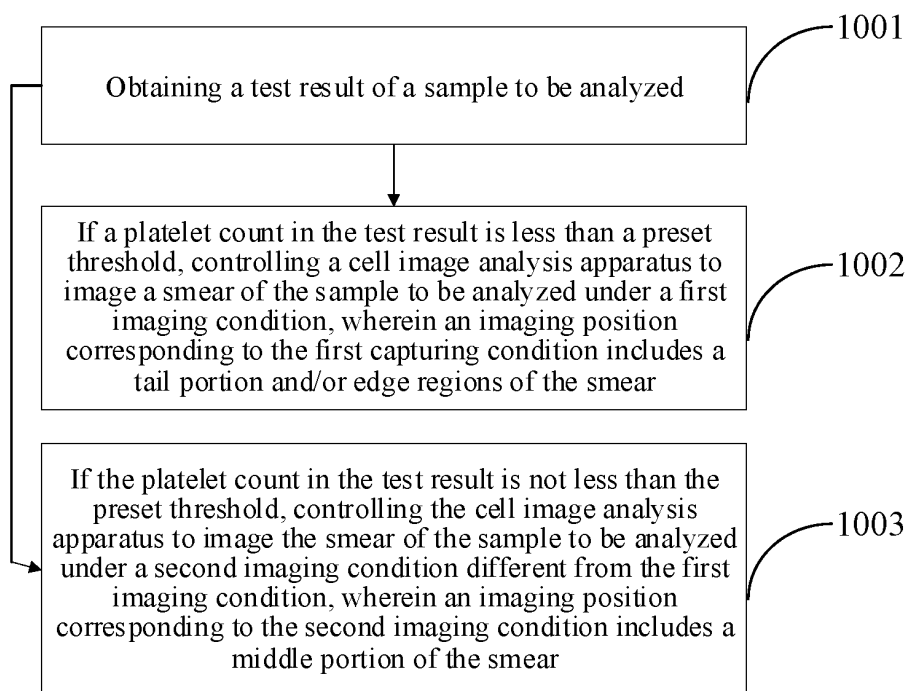 1001
Obtaining a test result of a sample to be analyzed
If a platelet count in the test result is less than a preset
threshold, controlling a cell image analysis apparatus to
image a smear of the sample to be analyzed under a first
imaging condition, wherein an imaging position
corresponding to the first capturing condition includes a
tail portion and/or edge regions of the smear
1002
If the platelet count in the test result is not less than the
preset threshold, controlling the cell image analysis
apparatus to image the smear of the sample to be analyzed
under a second imaging condition different from the first
imaging condition, wherein an imaging position
corresponding to the second imaging condition includes a
middle portion of the smear
1003